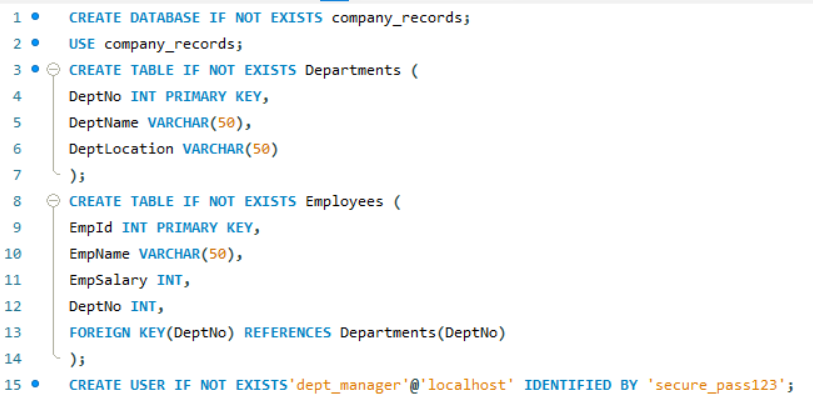 1 CREATE DATABASE IF NOT EXISTS company_records;
2 USE company_records;
3 CREATE TABLE IF NOT EXISTS Departments (
4 DeptNo INT PRIMARY KEY,
5 DeptName VARCHAR(50),
6 DeptLocation VARCHAR(50)
7 );
8 CREATE TABLE IF NOT EXISTS Employees (
9 EmpId INT PRIMARY KEY,
10 EmpName VARCHAR(50),
11 EmpSalary INT,
12 DeptNo INT,
13 FOREIGN KEY(DeptNo) REFERENCES Departments(DeptNo)
14 );
15 CREATE USER IF NOT EXISTS'dept_manager'@'localhost' IDENTIFIED BY 'secure_pass123';